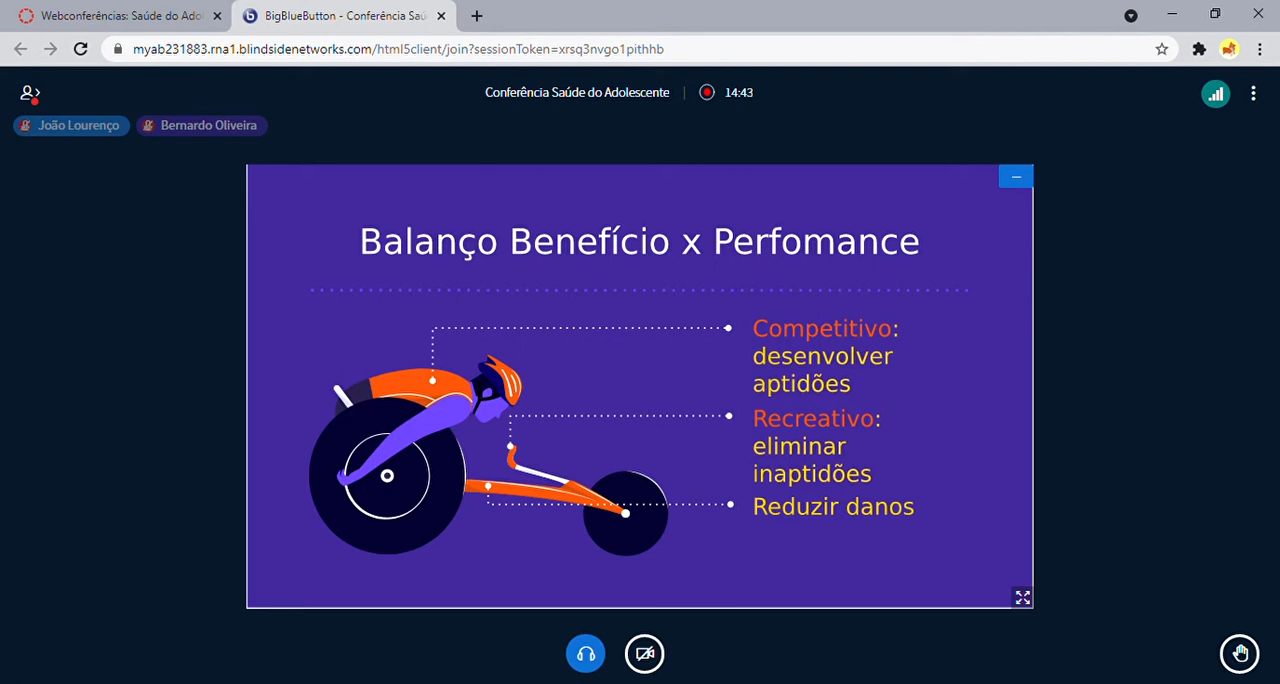 Webconferências: Saúde do Ado
BigBlueButton - Conferência Saú
myab231883.rna1.blindsidenetworks.com/html5client/join?sessionToken=xrsq3nvgo1pithhb
Conferência Saúde do Adolescente | 14:43
João Lourenço
Bernardo Oliveira
Balanço Benefício x Perfomance
Competitivo:
desenvolver
aptidões
Recreativo:
eliminar
inaptidões
Reduzir danos